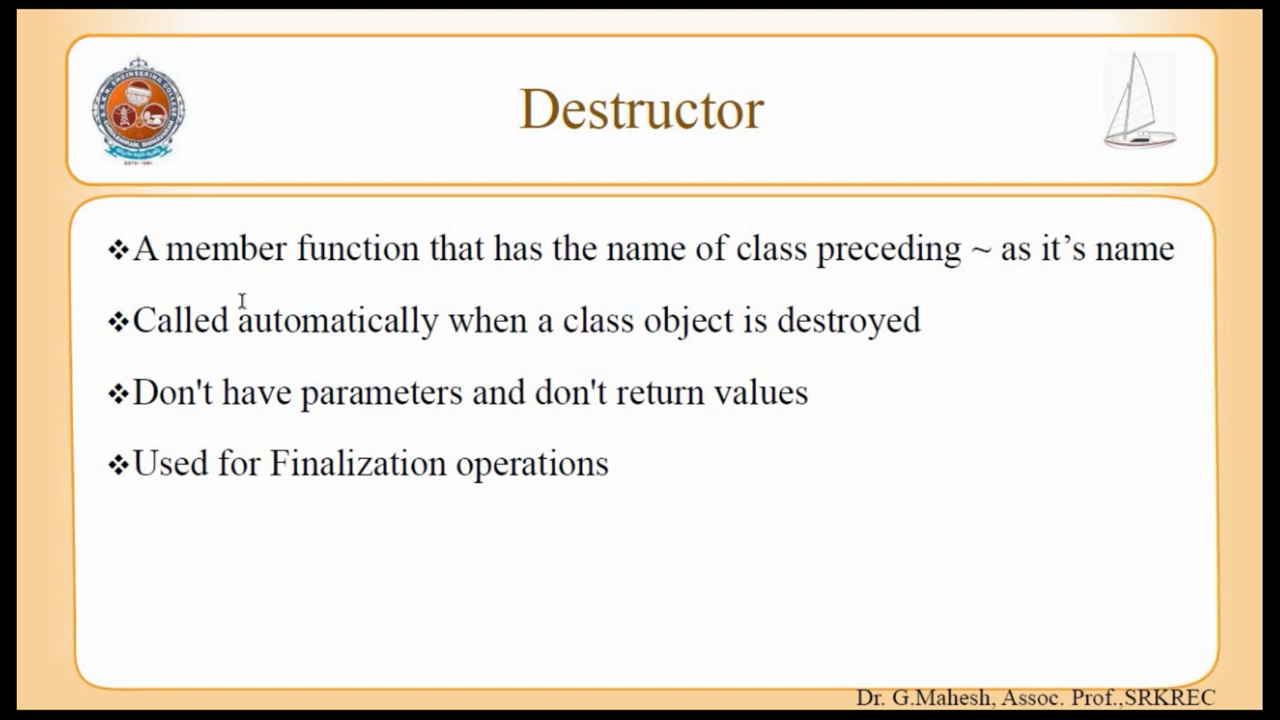 Destructor
❖A member function that has the name of class preceding ~ as it’s name
❖Called automatically when a class object is destroyed
❖Don't have parameters and don't return values
❖Used for Finalization operations
Dr. G.Mahesh, Assoc. Prof.,SRKREC